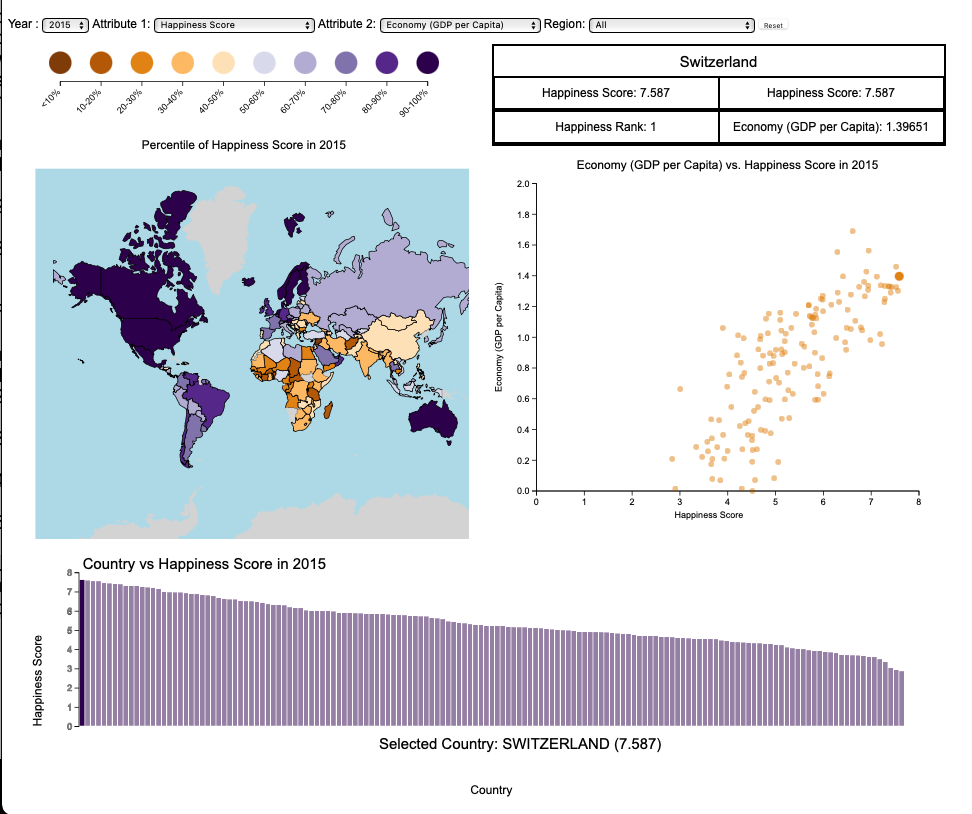 Year : 2015 Attribute 1: Happiness Score Attribute 2: Economy (GDP per Capita) Region: All Reset
<10% 10-20% 20-30% 30-40% 40-50% 50-60% 60-70% 70-80% 80-90% 90-100%
Switzerland
Happiness Score: 7.587 Happiness Score: 7.587
Happiness Rank: 1 Economy (GDP per Capita): 1.39651
Percentile of Happiness Score in 2015
Economy (GDP per Capita) vs. Happiness Score in 2015
2.0
1.8
1.6
1.4
1.2
1.0
0.8
0.6
0.4
0.2
0.0
Economy (GDP per Capita)
0 1 2 3 4 5 6 7 8
Happiness Score
Country vs Happiness Score in 2015
8
7
6
5
4
3
2
1
0
Happiness Score
Selected Country: SWITZERLAND (7.587)
Country